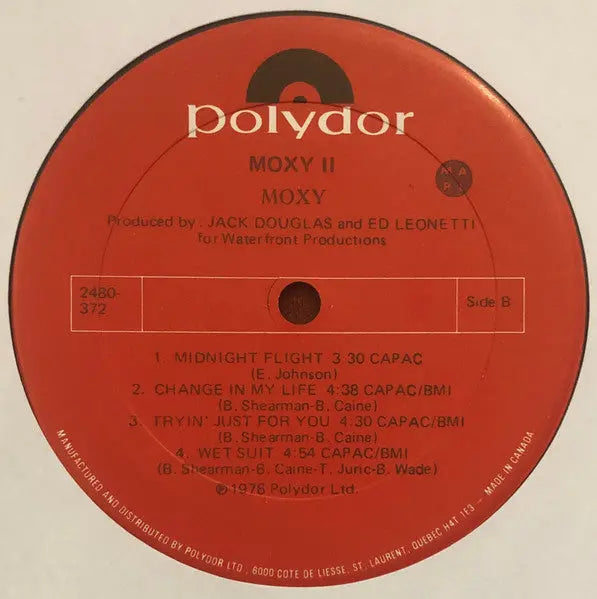 polydor
MOXY II
MOXY
MA
P
Produced by: JACK DOUGLAS and ED LEONETTI
for Waterfront Productions
2480-
372
Side B
1. MIDNIGHT FLIGHT 3 30 CAPAC
(E. Johnson)
2. CHANGE IN MY LIFE 4:38 CAPAC/BMI
(B. Shearman-B. Caine)
3. TRYIN' JUST FOR YOU 4.30 CAPAC/BMI
(B. Shearman-B. Caine)
4. WET SUIT 4:54 CAPAC/BMI
(B. Shearman-B. Caine-T. Juric-B. Wade)
℗1976 Polydor Ltd.
MANUFACTURED AND DISTRIBUTED BY POLYDOR LTD., 6000 COTE DE LIESSE, ST. LAURENT, QUEBEC H4T 1E3 — MADE IN CANADA